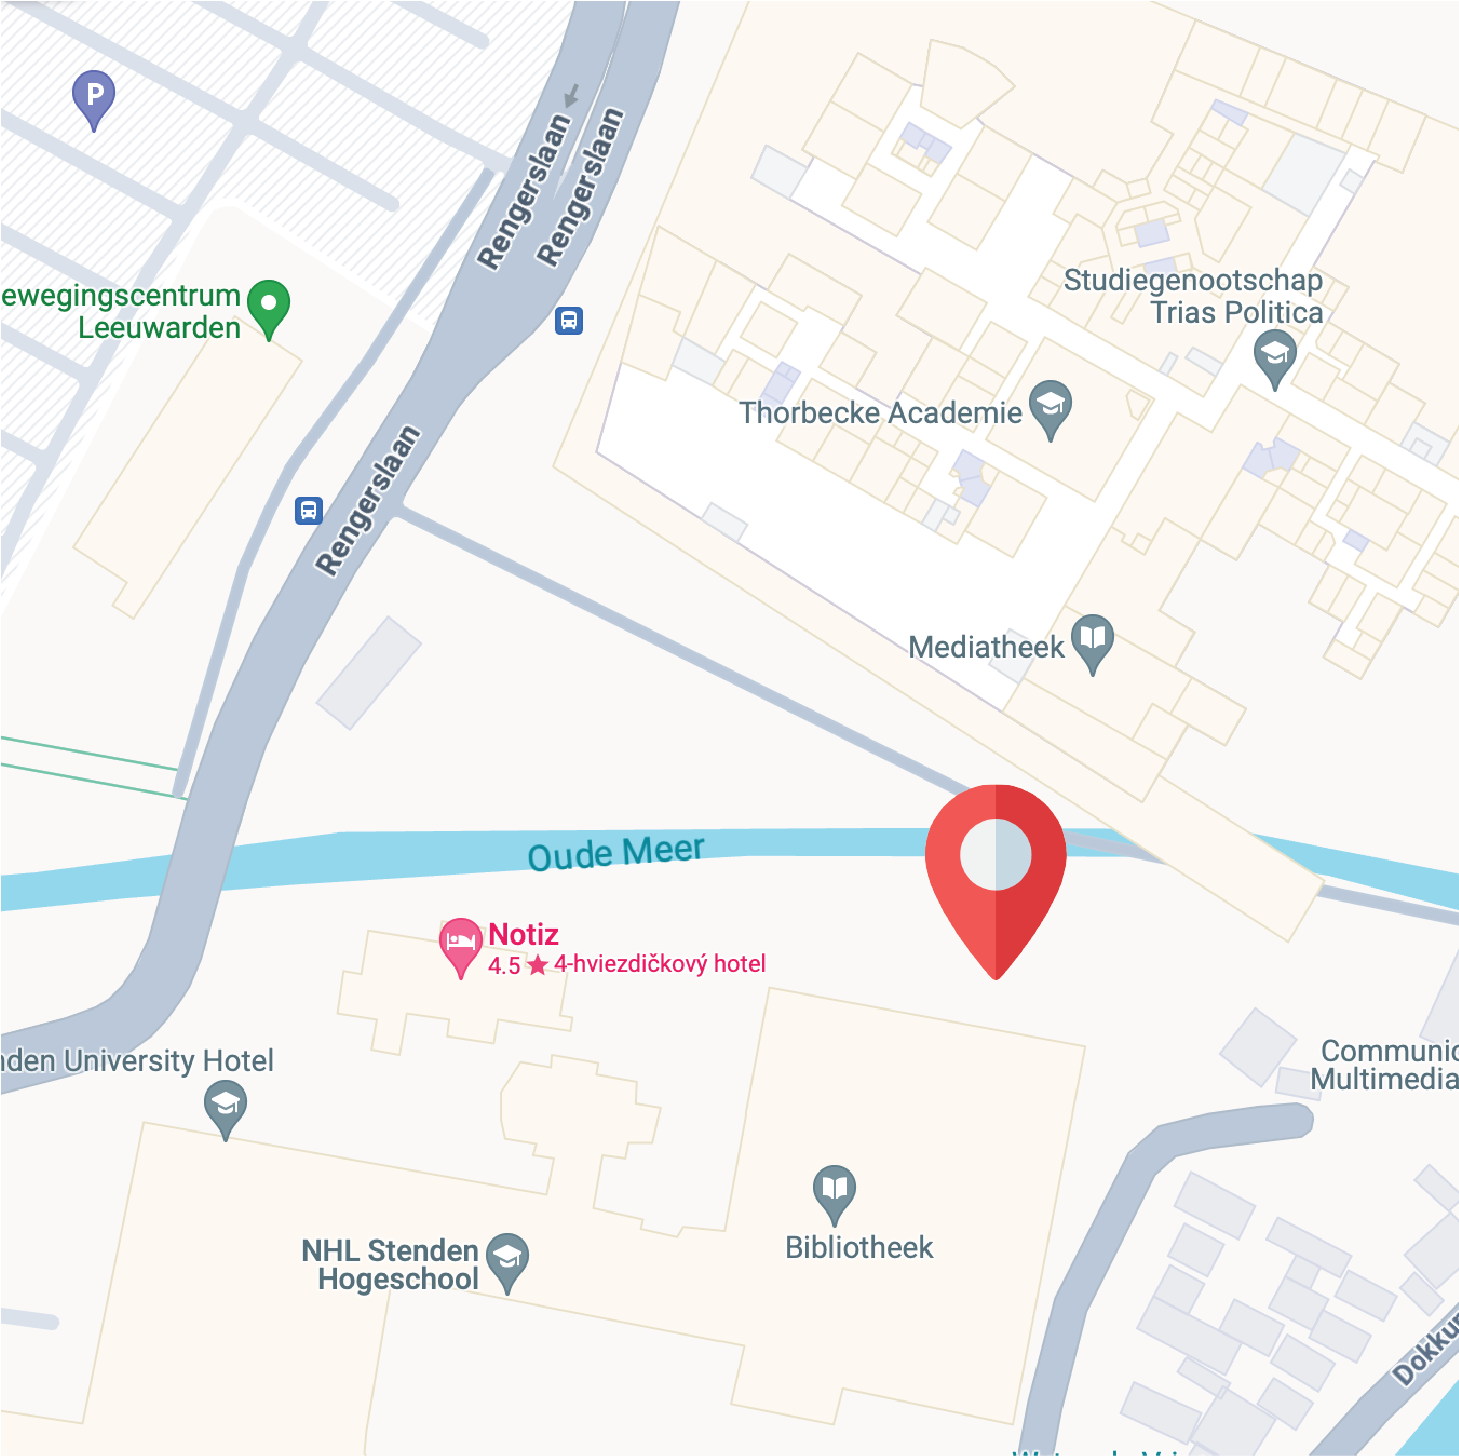 P
Rengerslaan
Rengerslaan
ewegingscentrum
Leeuwarden
Studiegenootschap
Trias Politica
Thorbecke Academie
Rengerslaan
Mediatheek
Oude Meer
Notiz
4.5 ★ 4-hviezdičkový hotel
nden University Hotel
Communic
Multimedia
NHL Stenden
Hogeschool
Bibliotheek
Dokku